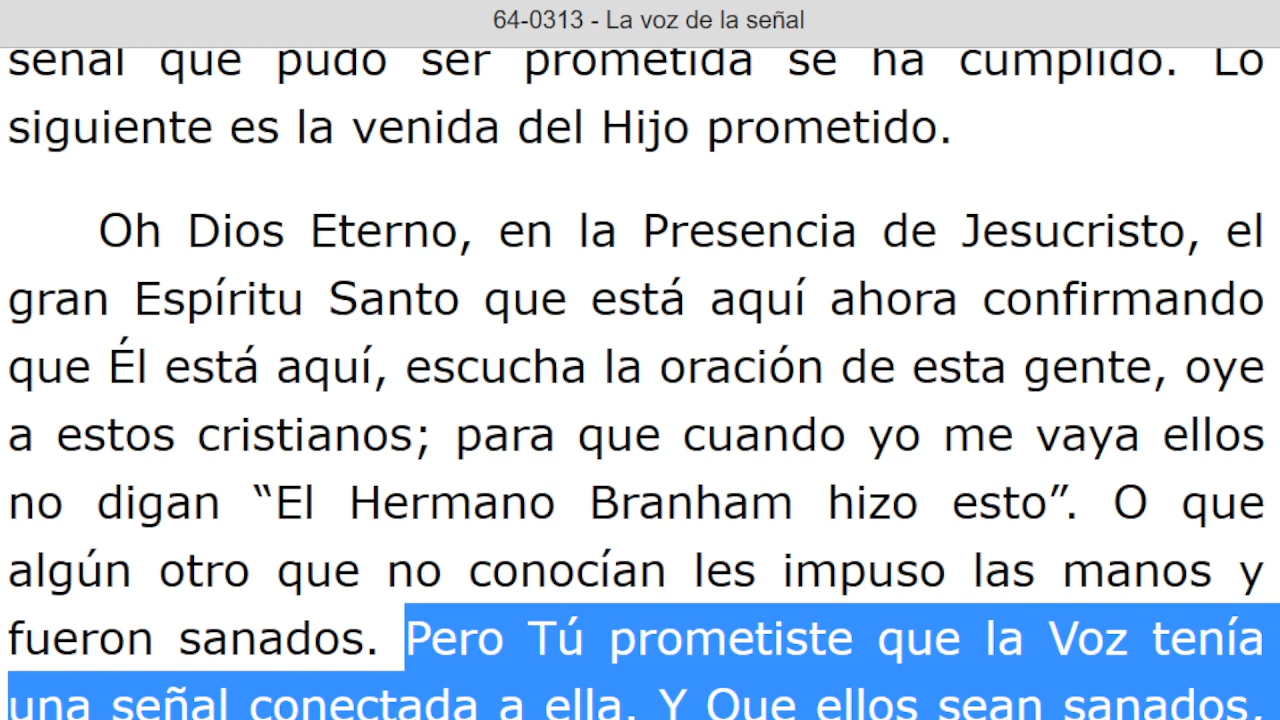 64-0313 - La voz de la señal
señal que pudo ser prometida se ha cumplido. Lo
siguiente es la venida del Hijo prometido.
Oh Dios Eterno, en la Presencia de Jesucristo, el
gran Espíritu Santo que está aquí ahora confirmando
que Él está aquí, escucha la oración de esta gente, oye
a estos cristianos; para que cuando yo me vaya ellos
no digan “El Hermano Branham hizo esto”. O que
algún otro que no conocían les impuso las manos y
fueron sanados. Pero Tú prometiste que la Voz tenía
una señal conectada a ella. Y Que ellos sean sanados.